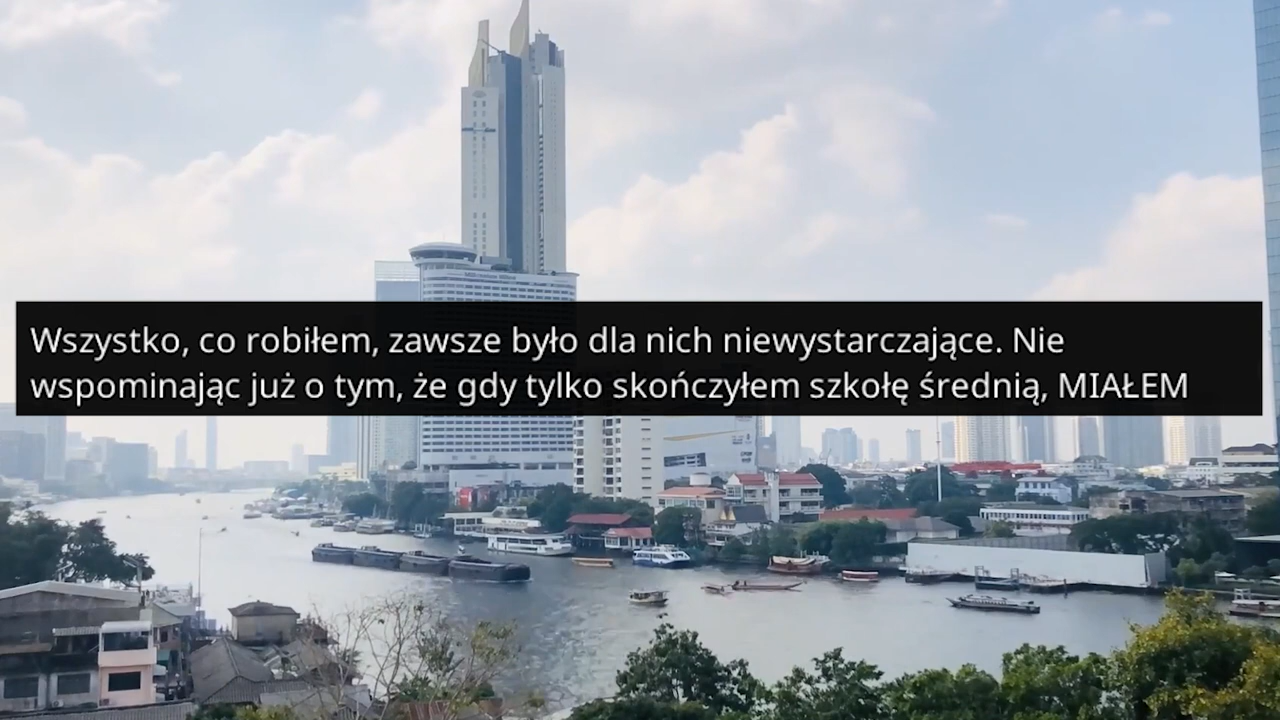 Wszystko, co robiłem, zawsze było dla nich niewystarczające. Nie
wspominając już o tym, że gdy tylko skończyłem szkołę średnią, MIAŁEM